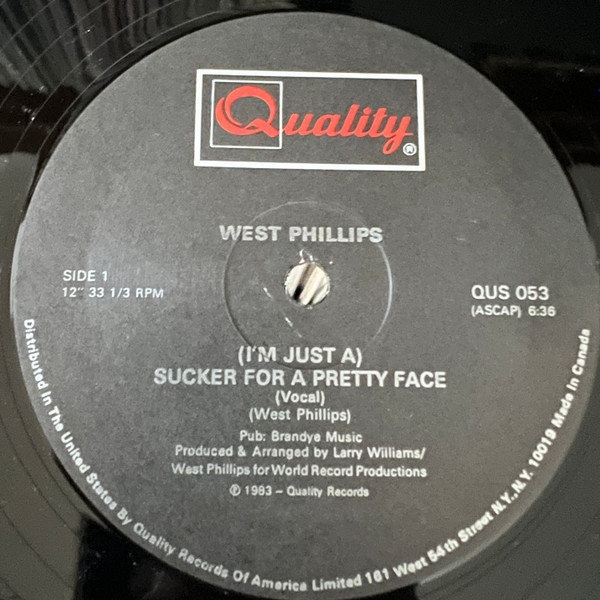 Quality®
WEST PHILLIPS
SIDE 1
12" 33 1/3 RPM
QUS 053
(ASCAP) 6:36
(I'M JUST A)
SUCKER FOR A PRETTY FACE
(Vocal)
(West Phillips)
Pub: Brandye Music
Produced & Arranged by Larry Williams/
West Phillips for World Record Productions
℗ 1983 – Quality Records
Distributed In The United States By Quality Records Of America Limited 161 West 54th Street N.Y., N.Y. 10019 Made In Canada